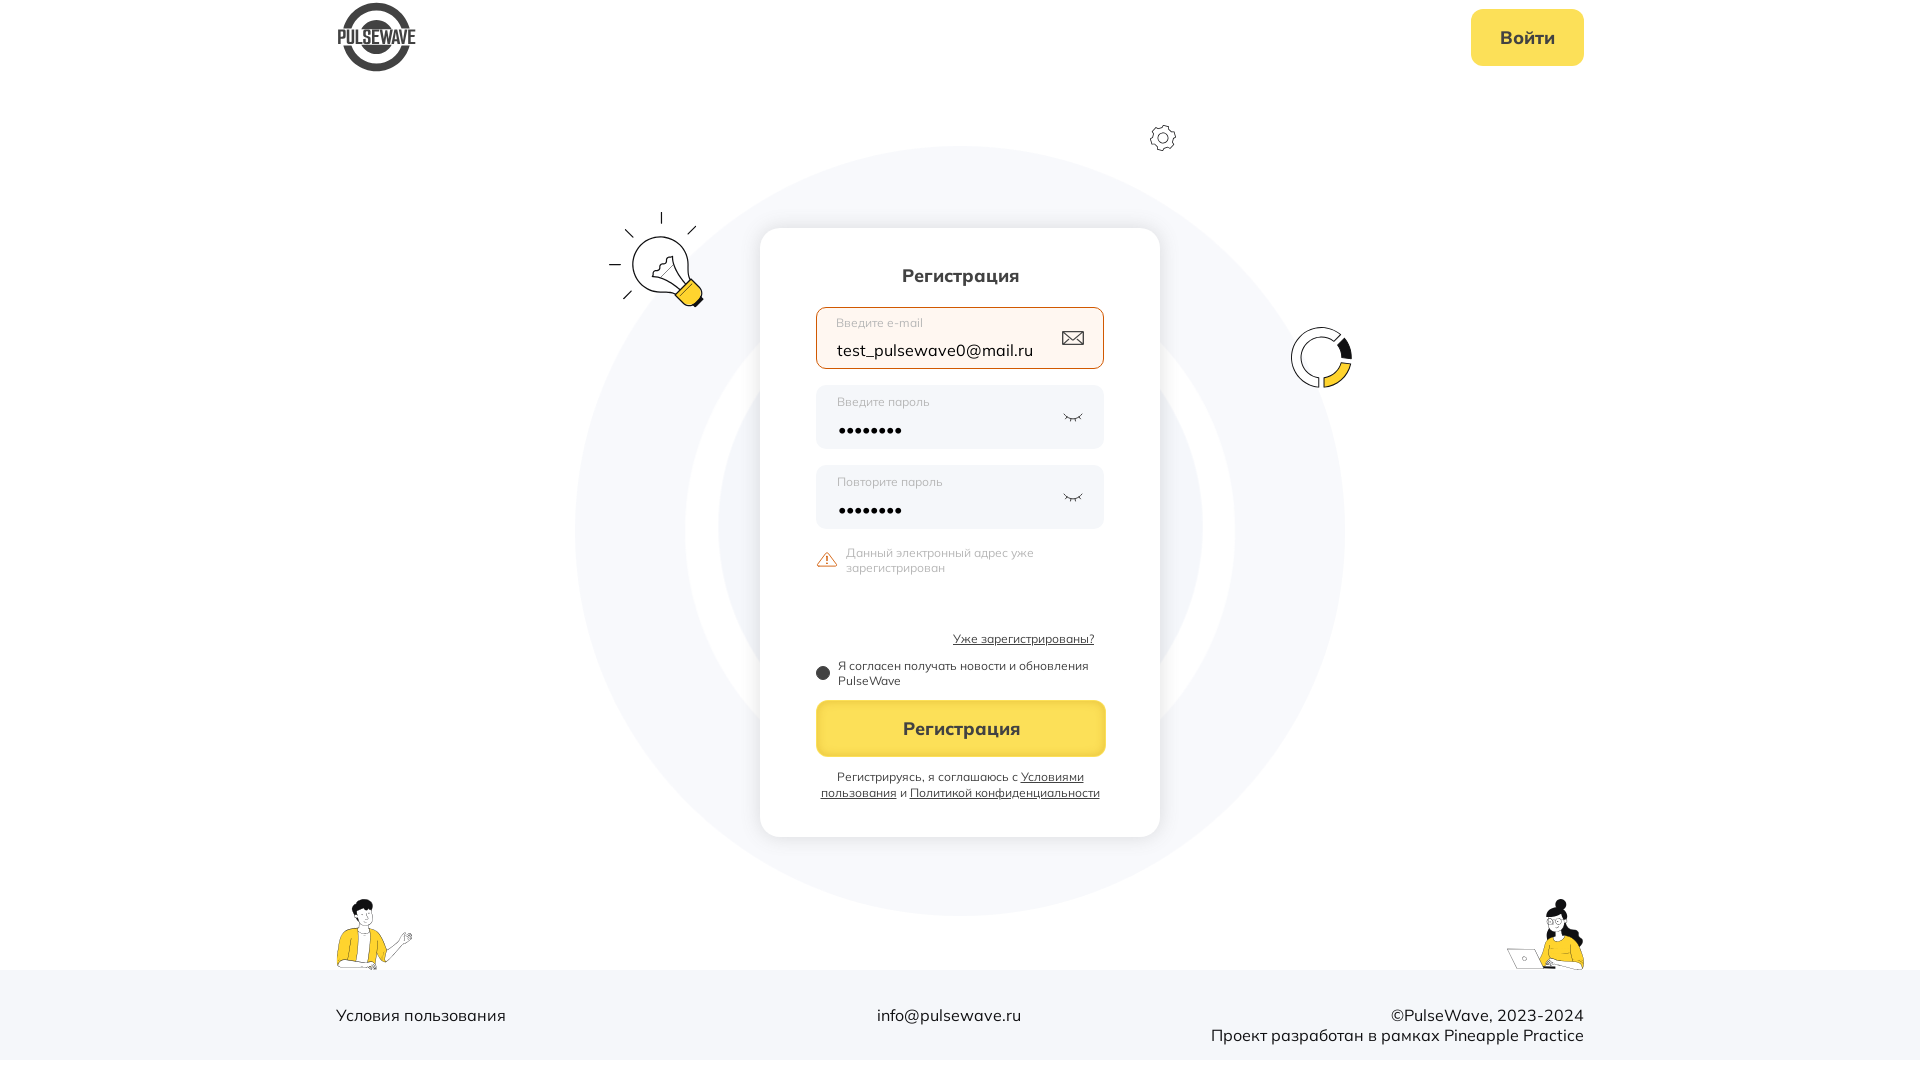 PULSEWAVE
Войти
Регистрация
Введите e-mail
test_pulsewave0@mail.ru
Введите пароль
••••••••
Повторите пароль
••••••••
Данный электронный адрес уже
зарегистрирован
Уже зарегистрированы?
Я согласен получать новости и обновления
PulseWave
Регистрация
Регистрируясь, я соглашаюсь с Условиями
пользования и Политикой конфиденциальности
Условия пользования
info@pulsewave.ru
©PulseWave, 2023-2024
Проект разработан в рамках Pineapple Practice